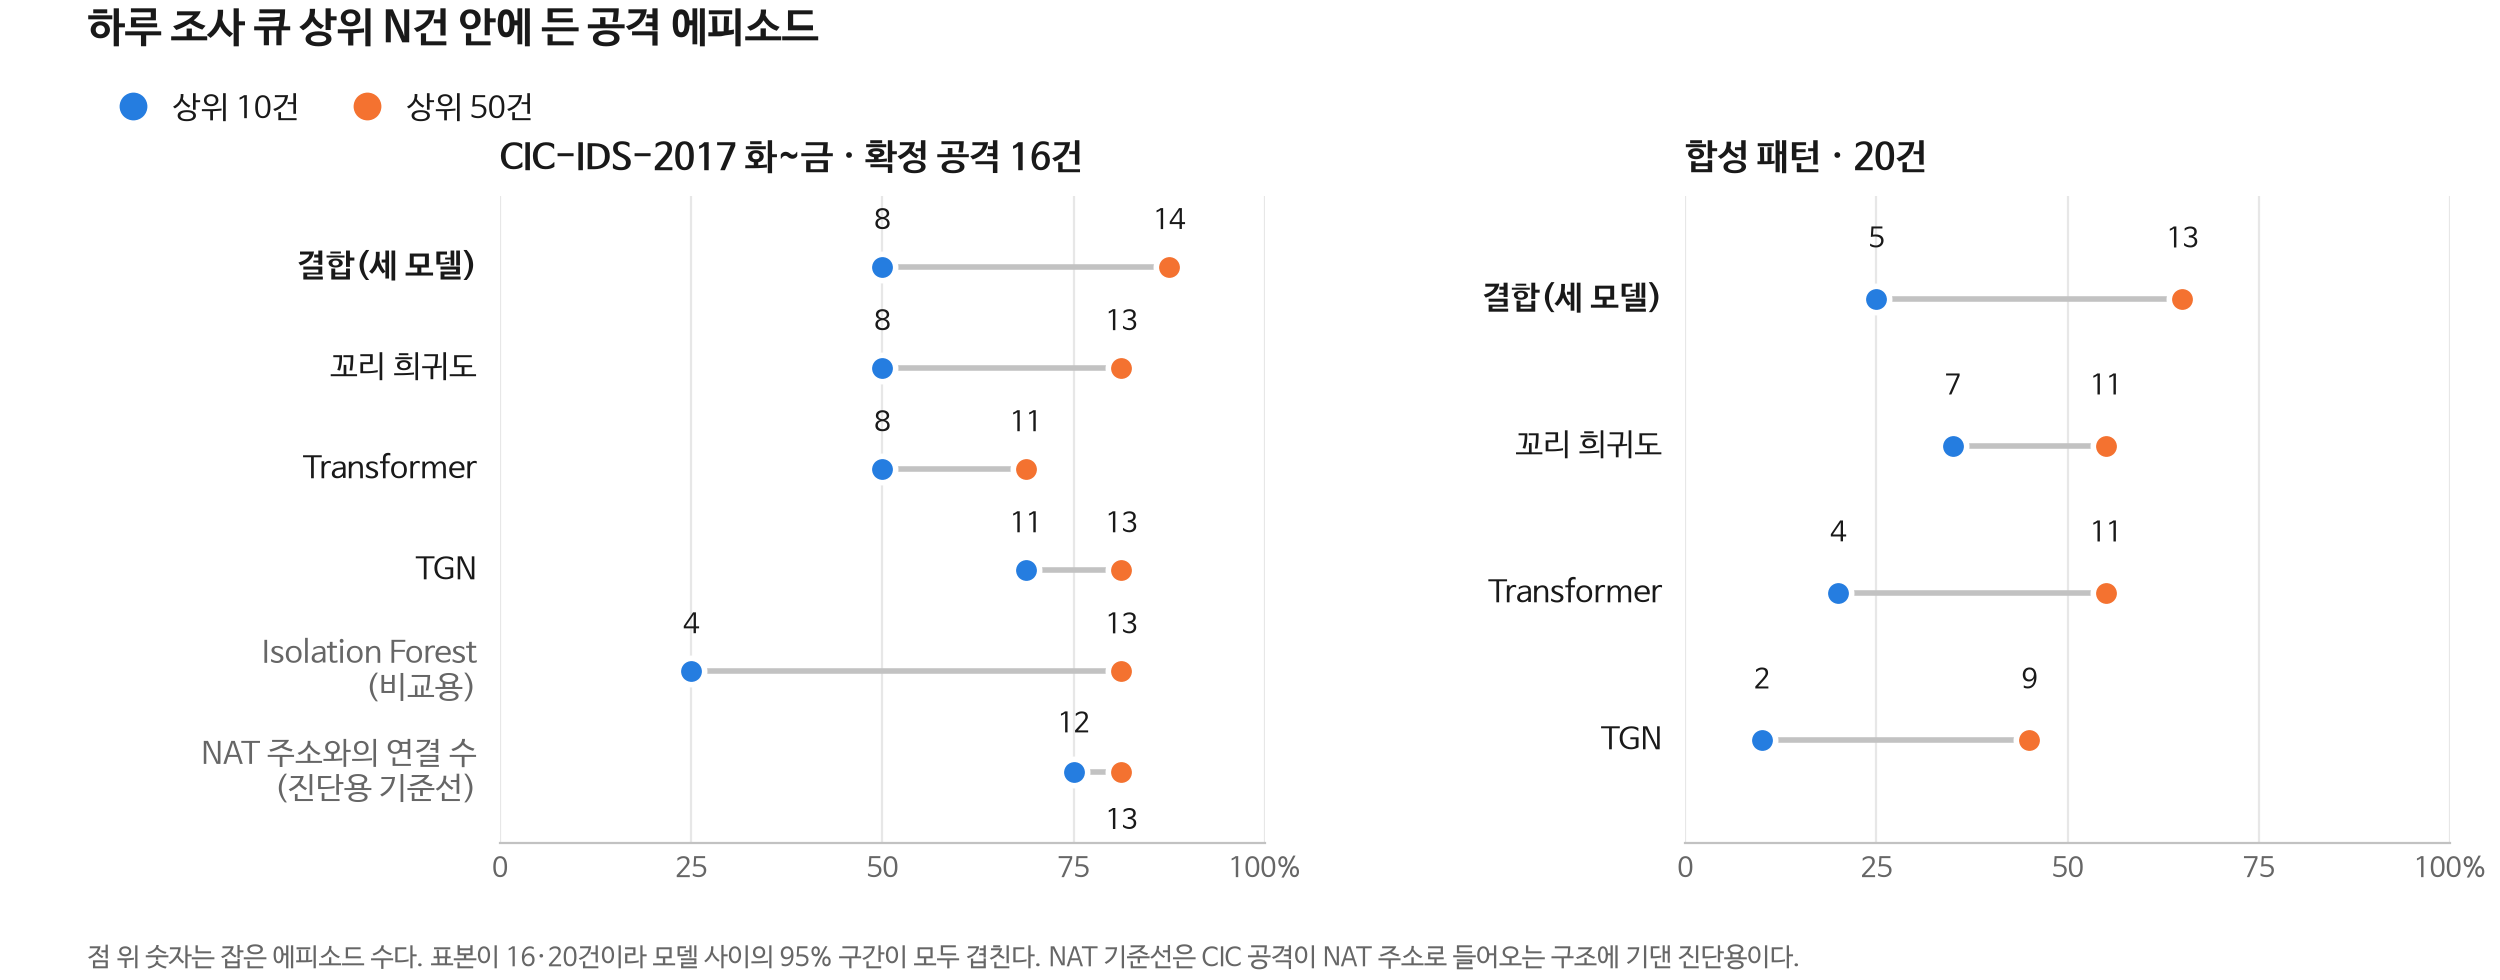 하루 조사 큐 상위 N건 안에 든 공격 에피소드
상위 10건 상위 50건
CIC-IDS-2017 화~금 · 확정 공격 16건
8 14
결합 (세 모델)
8 13
꼬리 희귀도
8 11
Transformer
11 13
TGN
4 13
Isolation Forest
(비교용)
12
NAT 주소와의 연결 수
(진단용 기준선)
13
0 25 50 75 100%
합성 패턴 · 20건
5 13
결합 (세 모델)
7 11
꼬리 희귀도
4 11
Transformer
2 9
TGN
0 25 50 75 100%
점 위 숫자는 적중 에피소드 수다. 표본이 16·20건이라 모델 사이의 95% 구간이 모두 겹친다. NAT 기준선은 CIC 공격이 NAT 주소로 들어오는 구조에 기댄 진단용이다.